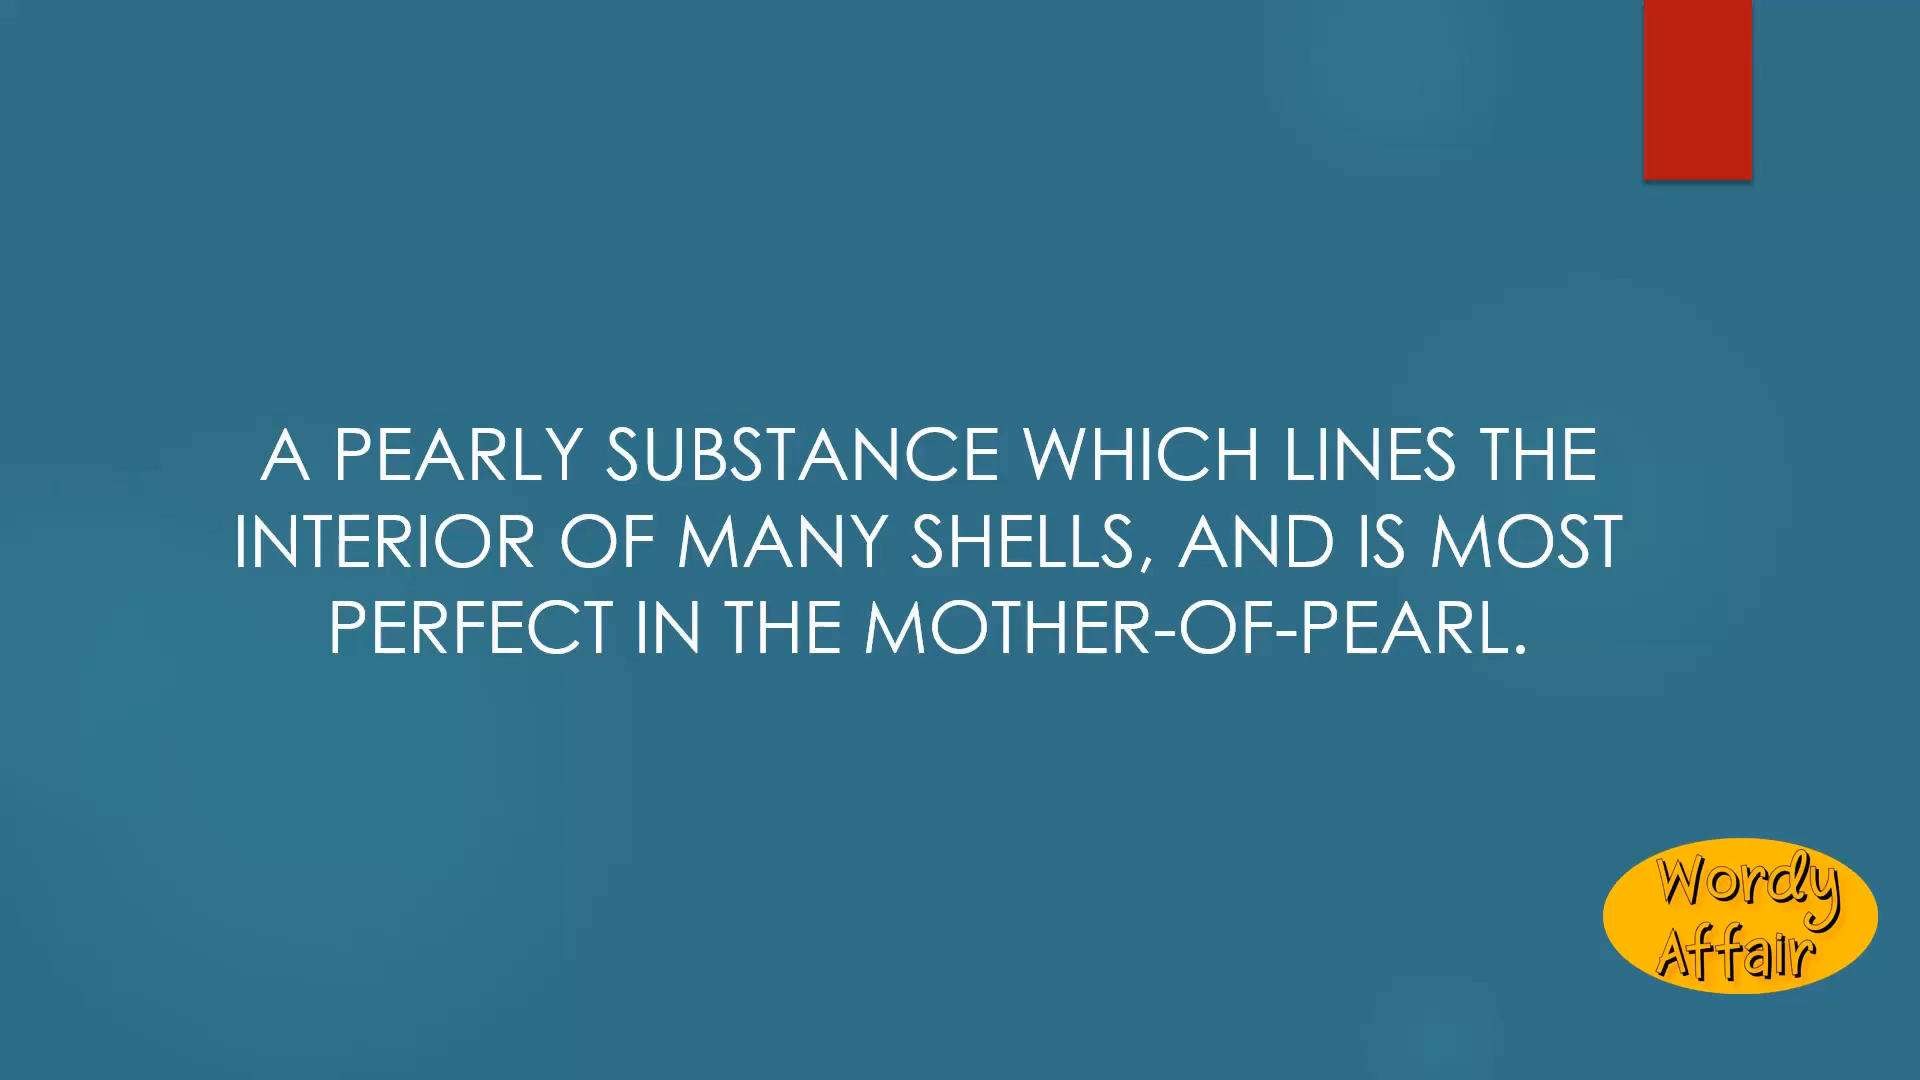 A PEARLY SUBSTANCE WHICH LINES THE
INTERIOR OF MANY SHELLS, AND IS MOST
PERFECT IN THE MOTHER-OF-PEARL.
Wordy
Affair